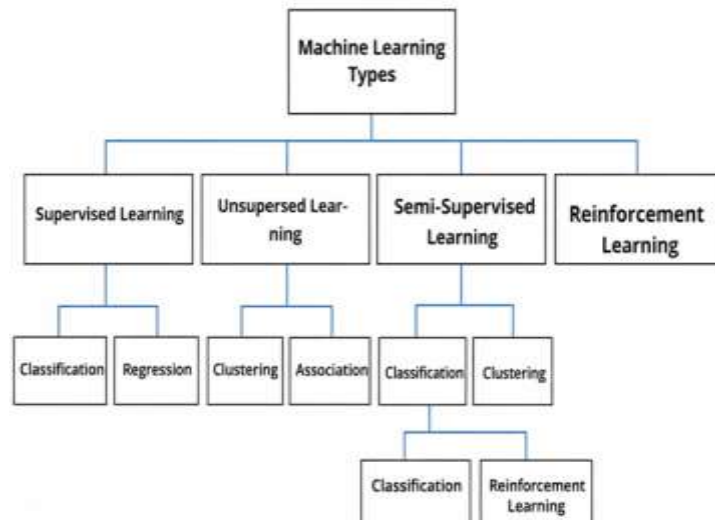 Machine Learning
Types
Supervised Learning
Unsupersed Lear-
ning
Semi-Supervised
Learning
Reinforcement
Learning
Classification
Regression
Clustering
Association
Classification
Clustering
Classification
Reinforcement
Learning